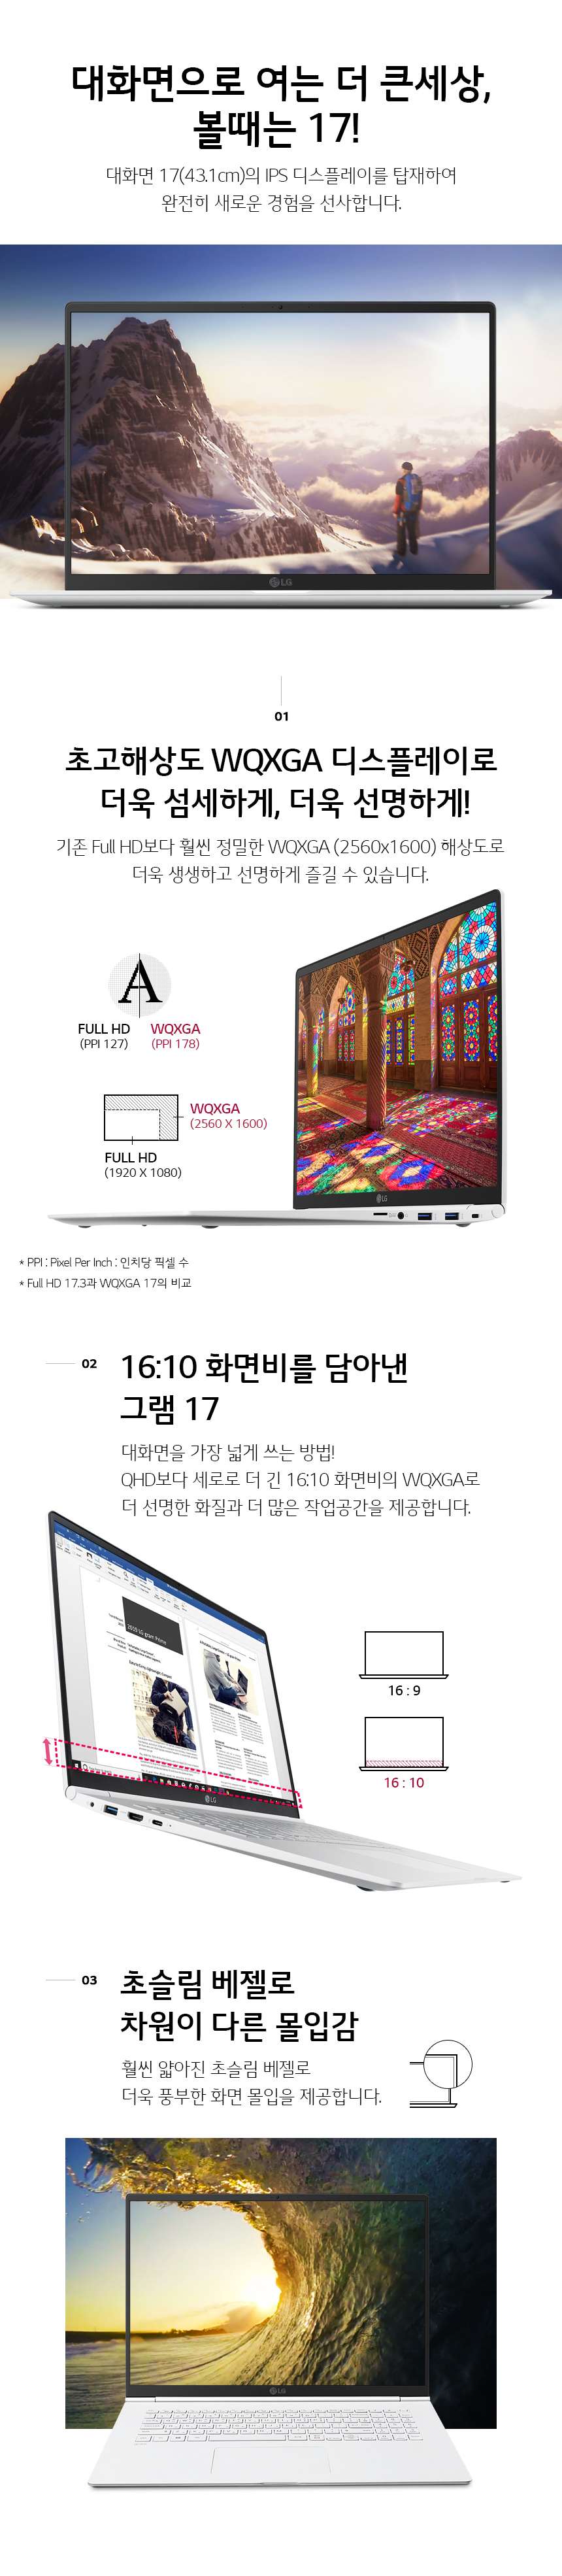 대화면으로 여는 더 큰세상,
볼때는 17!
대화면 17(43.1cm)의 IPS 디스플레이를 탑재하여
완전히 새로운 경험을 선사합니다.
LG
01
초고해상도 WQXGA 디스플레이로
더욱 섬세하게, 더욱 선명하게!
기존 Full HD보다 훨씬 정밀한 WQXGA (2560x1600) 해상도로
더욱 생생하고 선명하게 즐길 수 있습니다.
A
FULL HD WQXGA
(PPI 127) (PPI 178)
WQXGA
(2560 X 1600)
FULL HD
(1920 X 1080)
LG
* PPI : Pixel Per Inch : 인치당 픽셀 수
* Full HD 17.3과 WQXGA 17의 비교
02
16:10 화면비를 담아낸
그램 17
대화면을 가장 넓게 쓰는 방법!
QHD보다 세로로 더 긴 16:10 화면비의 WQXGA로
더 선명한 화질과 더 많은 작업공간을 제공합니다.
2019 LG gram Prime
16 : 9
16 : 10
LG
03
초슬림 베젤로
차원이 다른 몰입감
훨씬 얇아진 초슬림 베젤로
더욱 풍부한 화면 몰입을 제공합니다.
LG